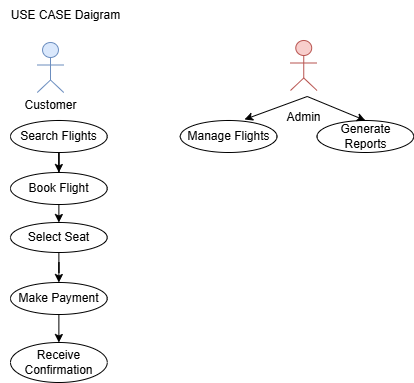 USE CASE Daigram
Customer
Admin
Search Flights
Manage Flights
Generate
Reports
Book Flight
Select Seat
Make Payment
Receive
Confirmation